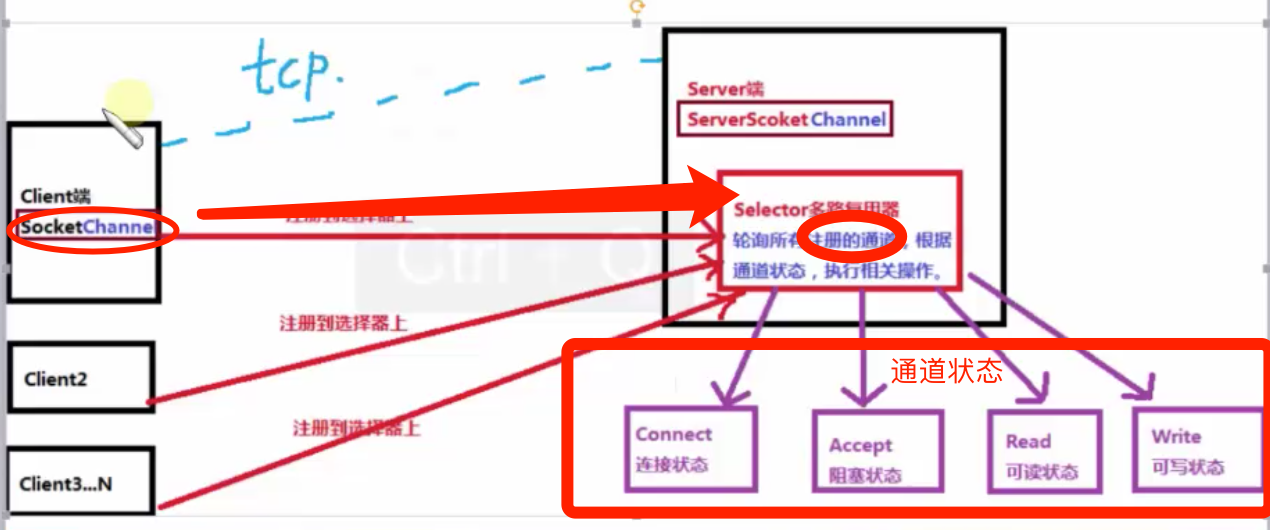 tcp.
Server端
ServerScoket Channel
Client端
SocketChannel
注册到选择器上
Selector多路复用器
轮询所有注册的通道，根据
通道状态，执行相关操作。
Ctrl + Q
注册到选择器上
Client2
通道状态
注册到选择器上
Connect
连接状态
Accept
阻塞状态
Read
可读状态
Write
可写状态
Client3...N